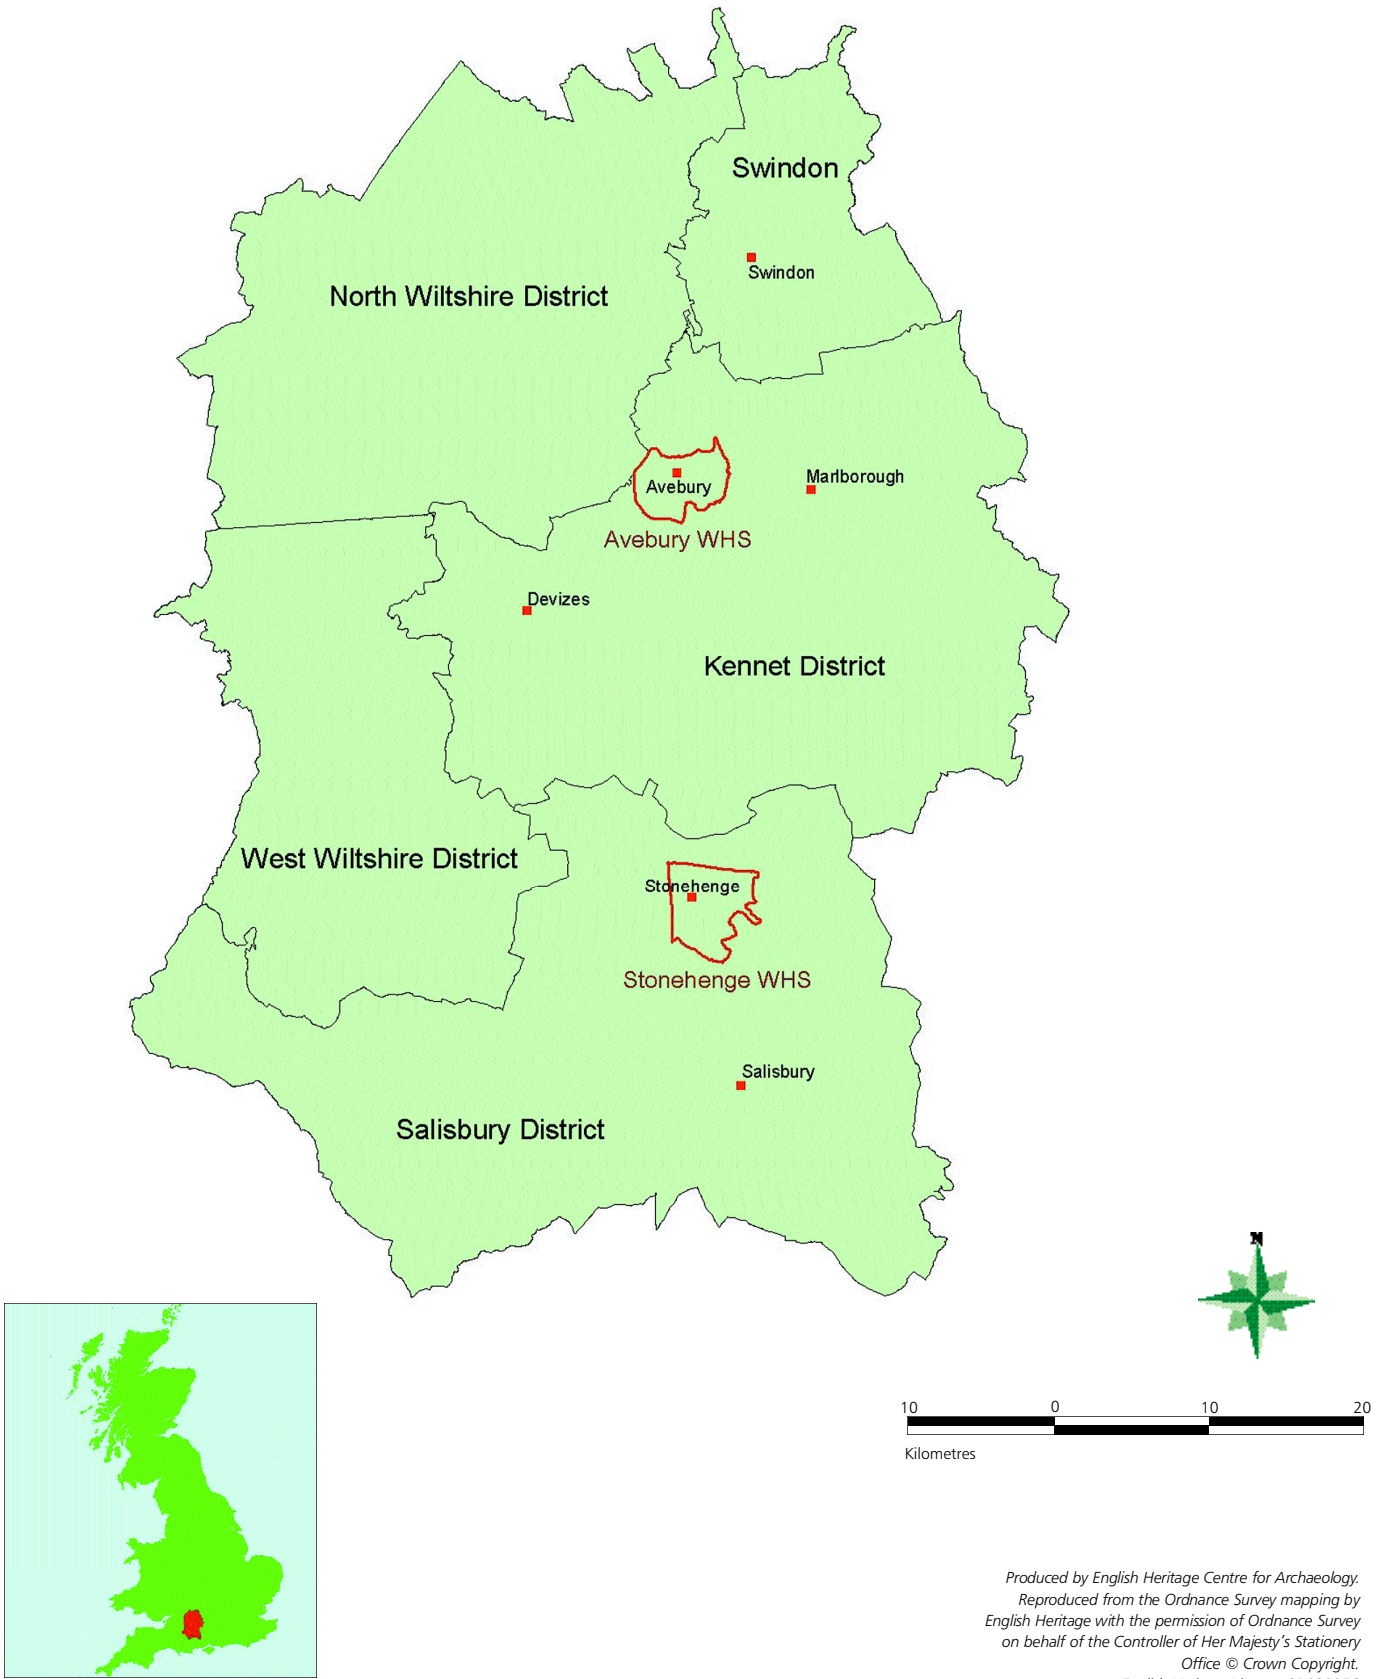 Swindon
Swindon
North Wiltshire District
Marlborough
Avebury
Avebury WHS
Devizes
Kennet District
West Wiltshire District
Stonehenge
Stonehenge WHS
Salisbury
Salisbury District
N
10 0 10 20
Kilometres
Produced by English Heritage Centre for Archaeology.
Reproduced from the Ordnance Survey mapping by
English Heritage with the permission of Ordnance Survey
on behalf of the Controller of Her Majesty's Stationery
Office © Crown Copyright.